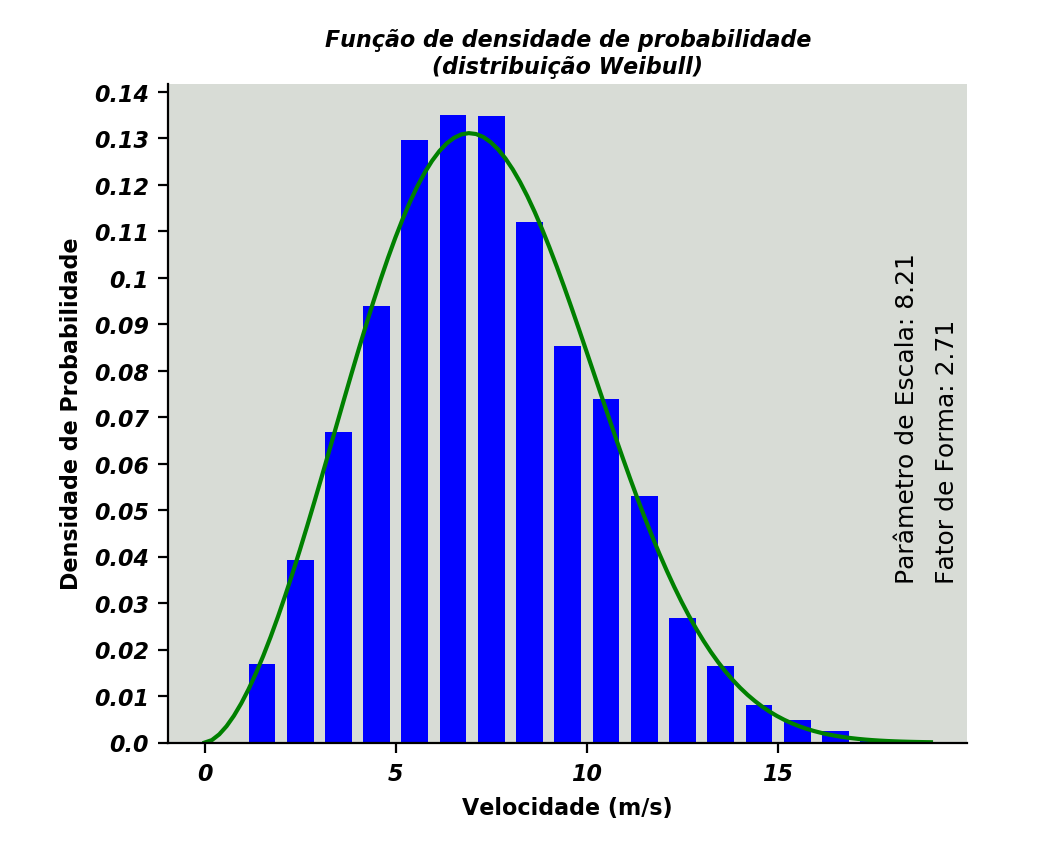 Função de densidade de probabilidade
(distribuição Weibull)
0.14
0.13
0.12
0.11
0.1
0.09
0.08
0.07
0.06
0.05
0.04
0.03
0.02
0.01
0.0
Densidade de Probabilidade
0 5 10 15
Velocidade (m/s)
Parâmetro de Escala: 8.21
Fator de Forma: 2.71